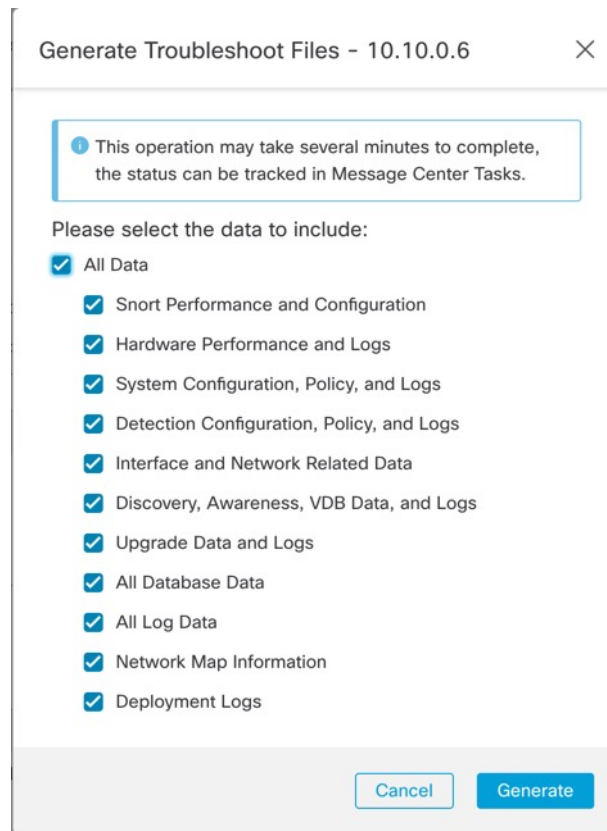 Generate Troubleshoot Files - 10.10.0.6
This operation may take several minutes to complete,
the status can be tracked in Message Center Tasks.
Please select the data to include:
All Data
Snort Performance and Configuration
Hardware Performance and Logs
System Configuration, Policy, and Logs
Detection Configuration, Policy, and Logs
Interface and Network Related Data
Discovery, Awareness, VDB Data, and Logs
Upgrade Data and Logs
All Database Data
All Log Data
Network Map Information
Deployment Logs
Cancel Generate